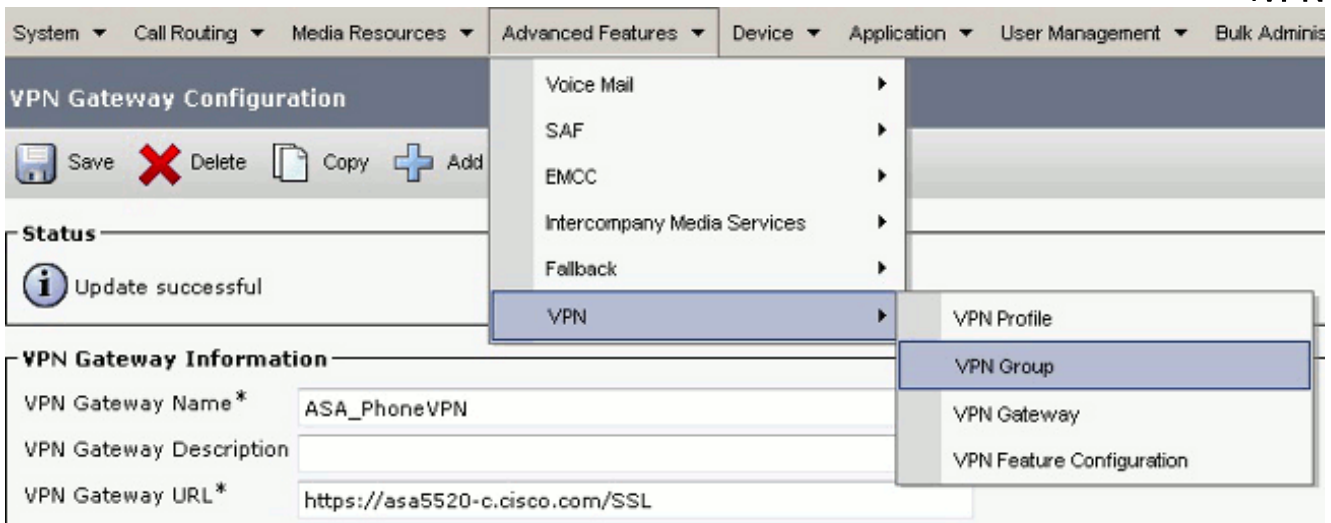 System Call Routing Media Resources Advanced Features Device Application User Management Bulk Adminis
VPN Gateway Configuration
Save Delete Copy Add
Status
Update successful
VPN Gateway Information
VPN Gateway Name* ASA_PhoneVPN
VPN Gateway Description
VPN Gateway URL* https://asa5520-c.cisco.com/SSL
Voice Mail
SAF
EMCC
Intercompany Media Services
Fallback
VPN
VPN Profile
VPN Group
VPN Gateway
VPN Feature Configuration